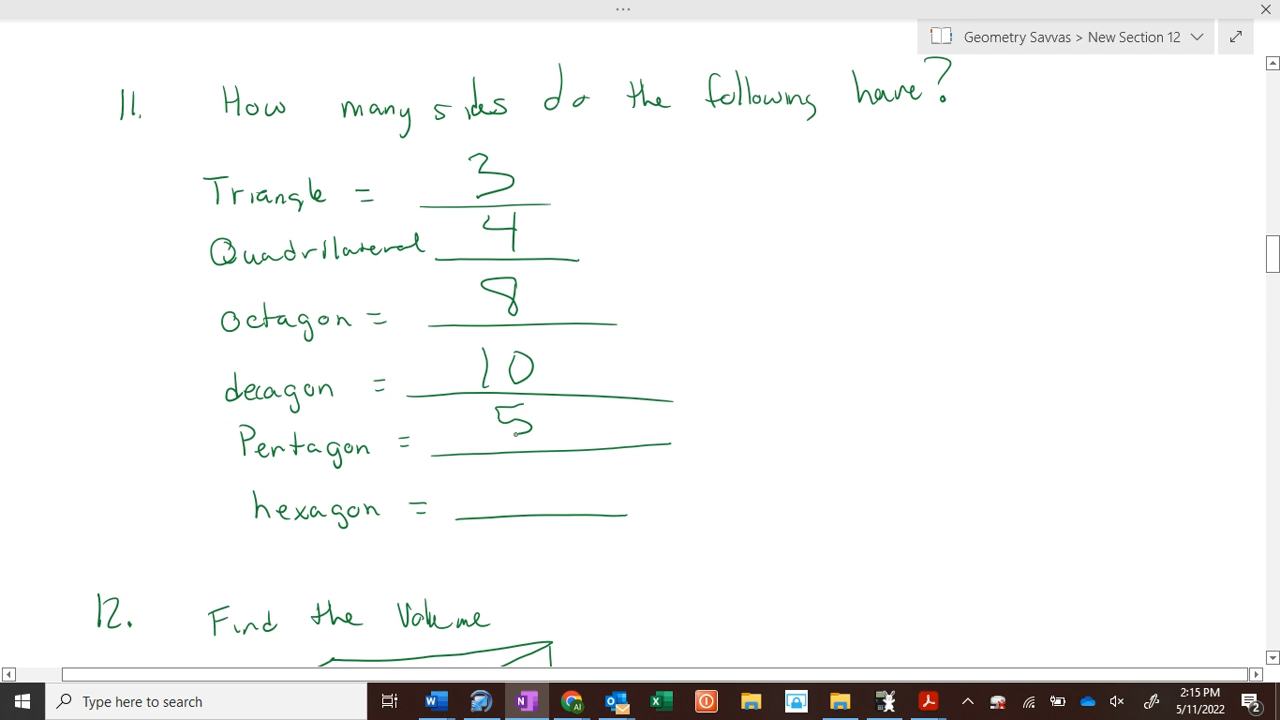 ...
Geometry Savvas > New Section 12
11. How many sides do the following have?
Triangle = 3
Quadrilateral 4
octagon = 8
decagon = 10
Pentagon = 5
hexagon =
12. Find the Volume
Type here to search
2:15 PM
5/11/2022
2